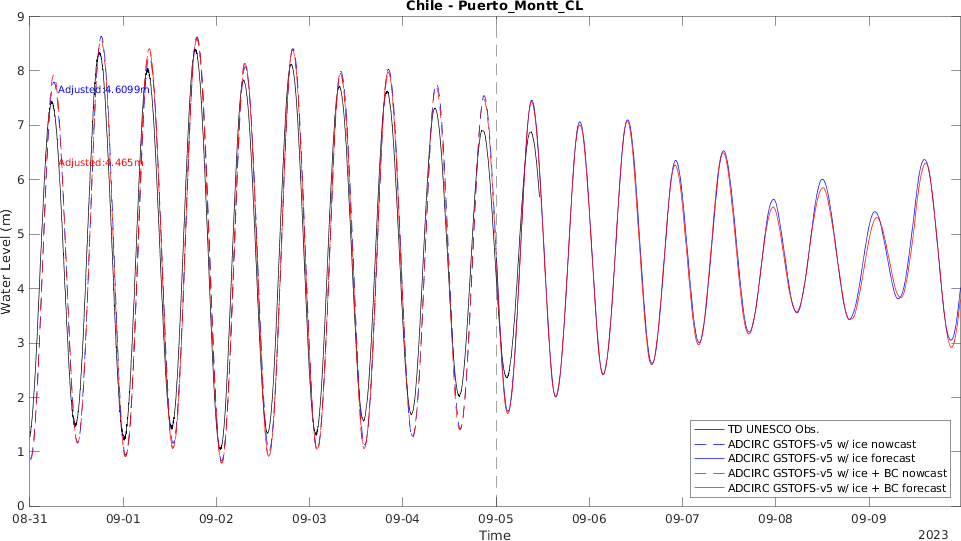 Chile - Puerto_Montt_CL
9
8
7
6
5
4
3
2
1
0
Water Level (m)
Adjusted:4.6099m
Adjusted:4.465m
TD UNESCO Obs.
ADCIRC GSTOFS-v5 w/ ice nowcast
ADCIRC GSTOFS-v5 w/ ice forecast
ADCIRC GSTOFS-v5 w/ ice + BC nowcast
ADCIRC GSTOFS-v5 w/ ice + BC forecast
08-31 09-01 09-02 09-03 09-04 09-05 09-06 09-07 09-08 09-09
Time
2023